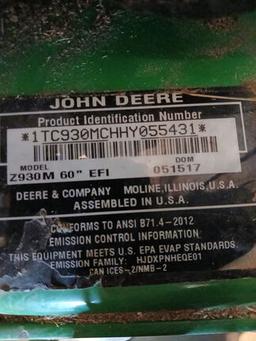 JOHN DEERE
Product Identification Number
*1TC930MCHHY055431*
MODEL DOM
Z930M 60" EFI 051517
DEERE & COMPANY MOLINE, ILLINOIS, U.S.A.
ASSEMBLED IN U.S.A.
CONFORMS TO ANSI B71.4-2012
EMISSION CONTROL INFORMATION
THIS EQUIPMENT MEETS U.S. EPA EVAP STANDARDS
EMISSION FAMILY: HJDXPNHEQE01
CAN ICES-2/NMB-2